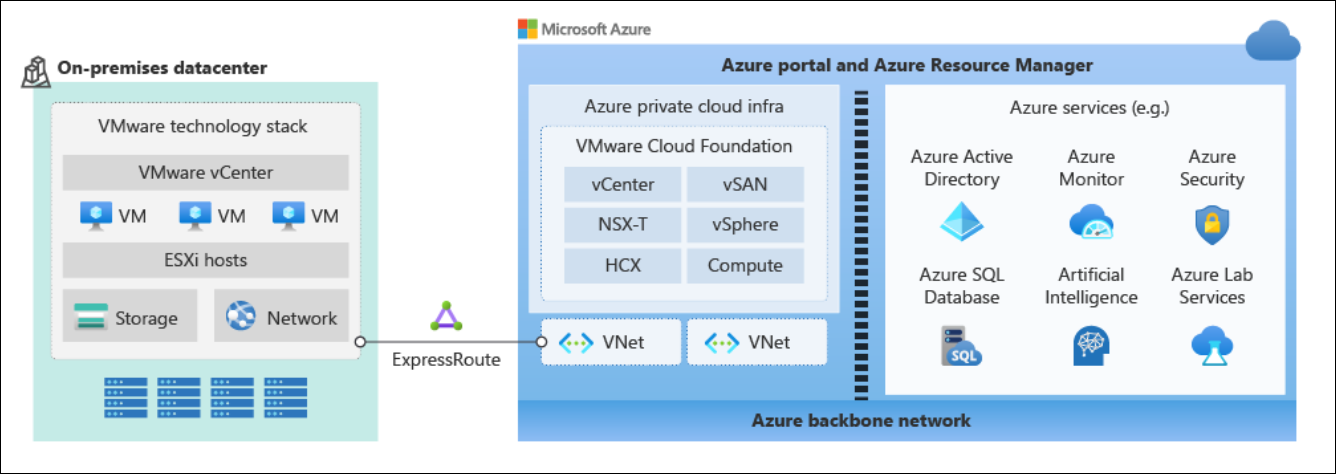 Microsoft Azure
On-premises datacenter
VMware technology stack
VMware vCenter
VM
VM
VM
ESXi hosts
Storage
Network
ExpressRoute
Azure portal and Azure Resource Manager
Azure private cloud infra
VMware Cloud Foundation
vCenter
vSAN
NSX-T
vSphere
HCX
Compute
VNet
VNet
Azure services (e.g.)
Azure Active
Directory
Azure
Monitor
Azure
Security
Azure SQL
Database
SQL
Artificial
Intelligence
Azure Lab
Services
Azure backbone network